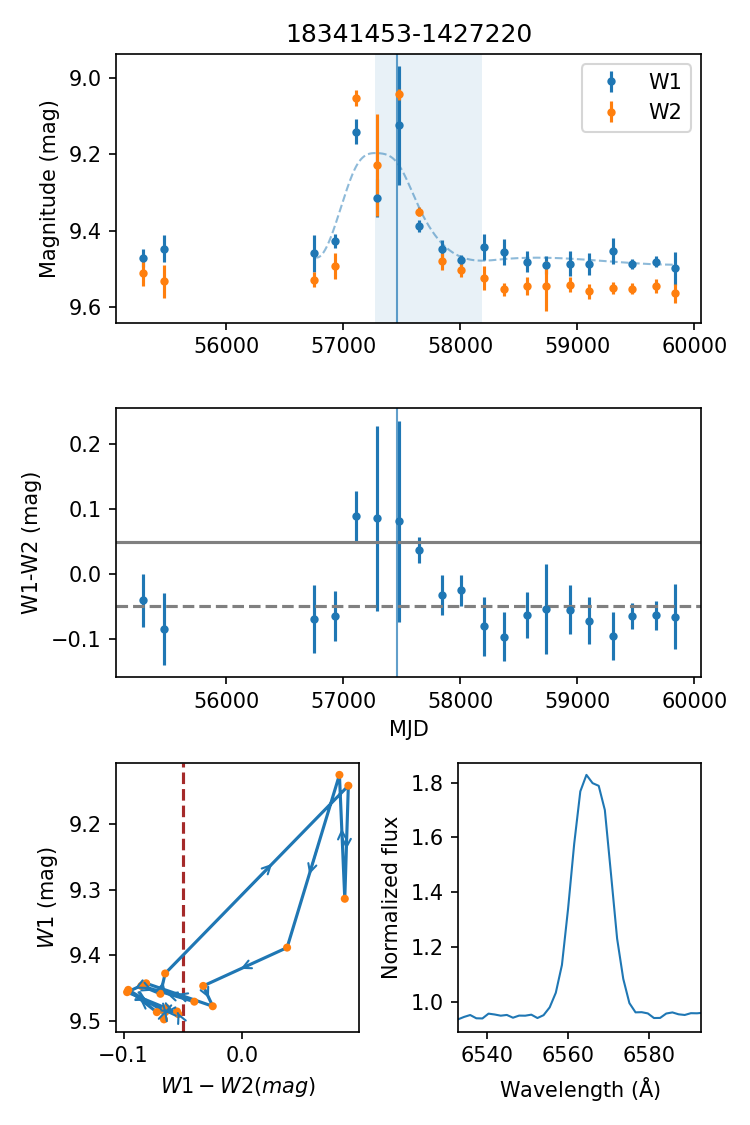 18341453-1427220
Magnitude (mag)
9.0
9.2
9.4
9.6
W1
W2
56000 57000 58000 59000 60000
W1-W2 (mag)
0.2
0.1
0.0
−0.1
56000 57000 58000 59000 60000
MJD
W1 (mag)
9.2
9.3
9.4
9.5
−0.1 0.0
W1 − W2(mag)
Normalized flux
1.8
1.6
1.4
1.2
1.0
6540 6560 6580
Wavelength (Å)